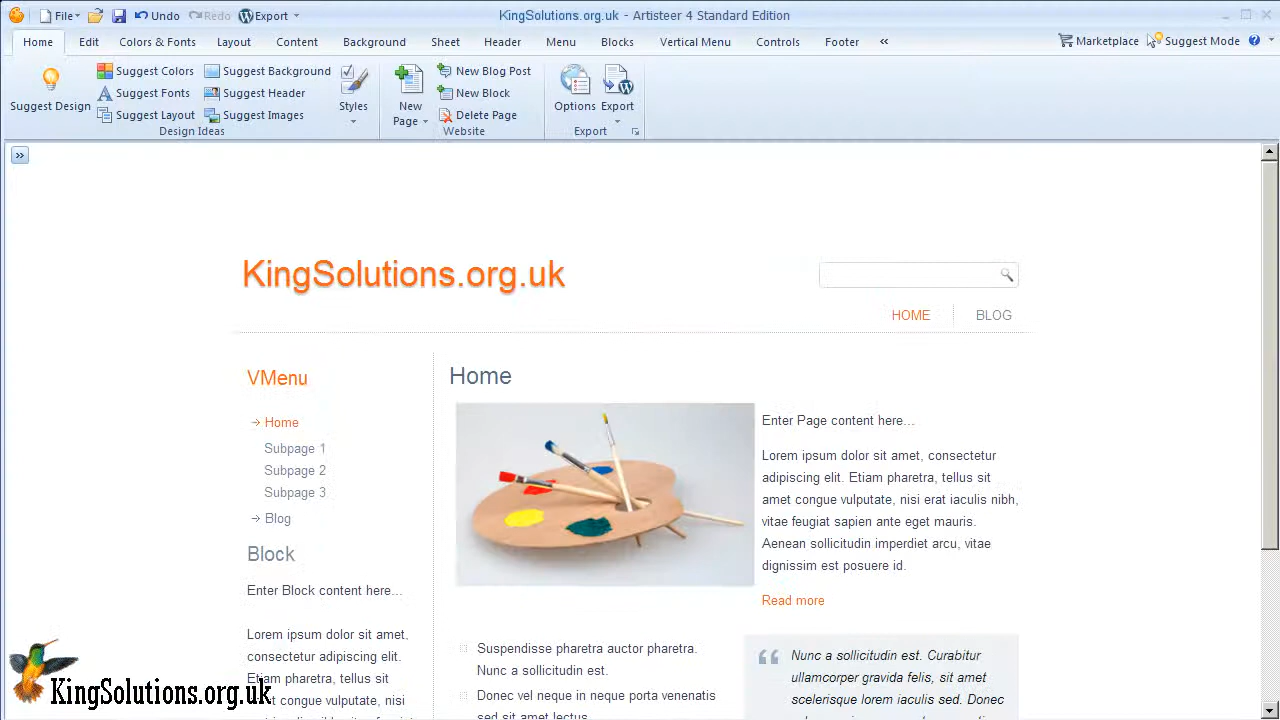 File Undo Redo Export KingSolutions.org.uk - Artisteer 4 Standard Edition
Home Edit Colors & Fonts Layout Content Background Sheet Header Menu Blocks Vertical Menu Controls Footer « Marketplace Suggest Mode
Suggest Design
Suggest Colors
Suggest Fonts
Suggest Layout
Suggest Background
Suggest Header
Suggest Images
Styles
Design Ideas
New Page
New Blog Post
New Block
Delete Page
Website
Options
Export
Export
»
KingSolutions.org.uk
HOME BLOG
VMenu
Home
Subpage 1
Subpage 2
Subpage 3
Blog
Block
Enter Block content here...
Lorem ipsum dolor sit amet,
consectetur adipiscing elit.
Etiam pharetra, tellus sit
Home
Enter Page content here...
Lorem ipsum dolor sit amet, consectetur
adipiscing elit. Etiam pharetra, tellus sit
amet congue vulputate, nisi erat iaculis nibh,
vitae feugiat sapien ante eget mauris.
Aenean sollicitudin imperdiet arcu, vitae
dignissim est posuere id.
Read more
Suspendisse pharetra auctor pharetra.
Nunc a sollicitudin est.
Donec vel neque in neque porta venenatis
sed sit amet lectus.
Nunc a sollicitudin est. Curabitur
ullamcorper gravida felis, sit amet
scelerisque lorem iaculis sed. Donec
KingSolutions.org.uk